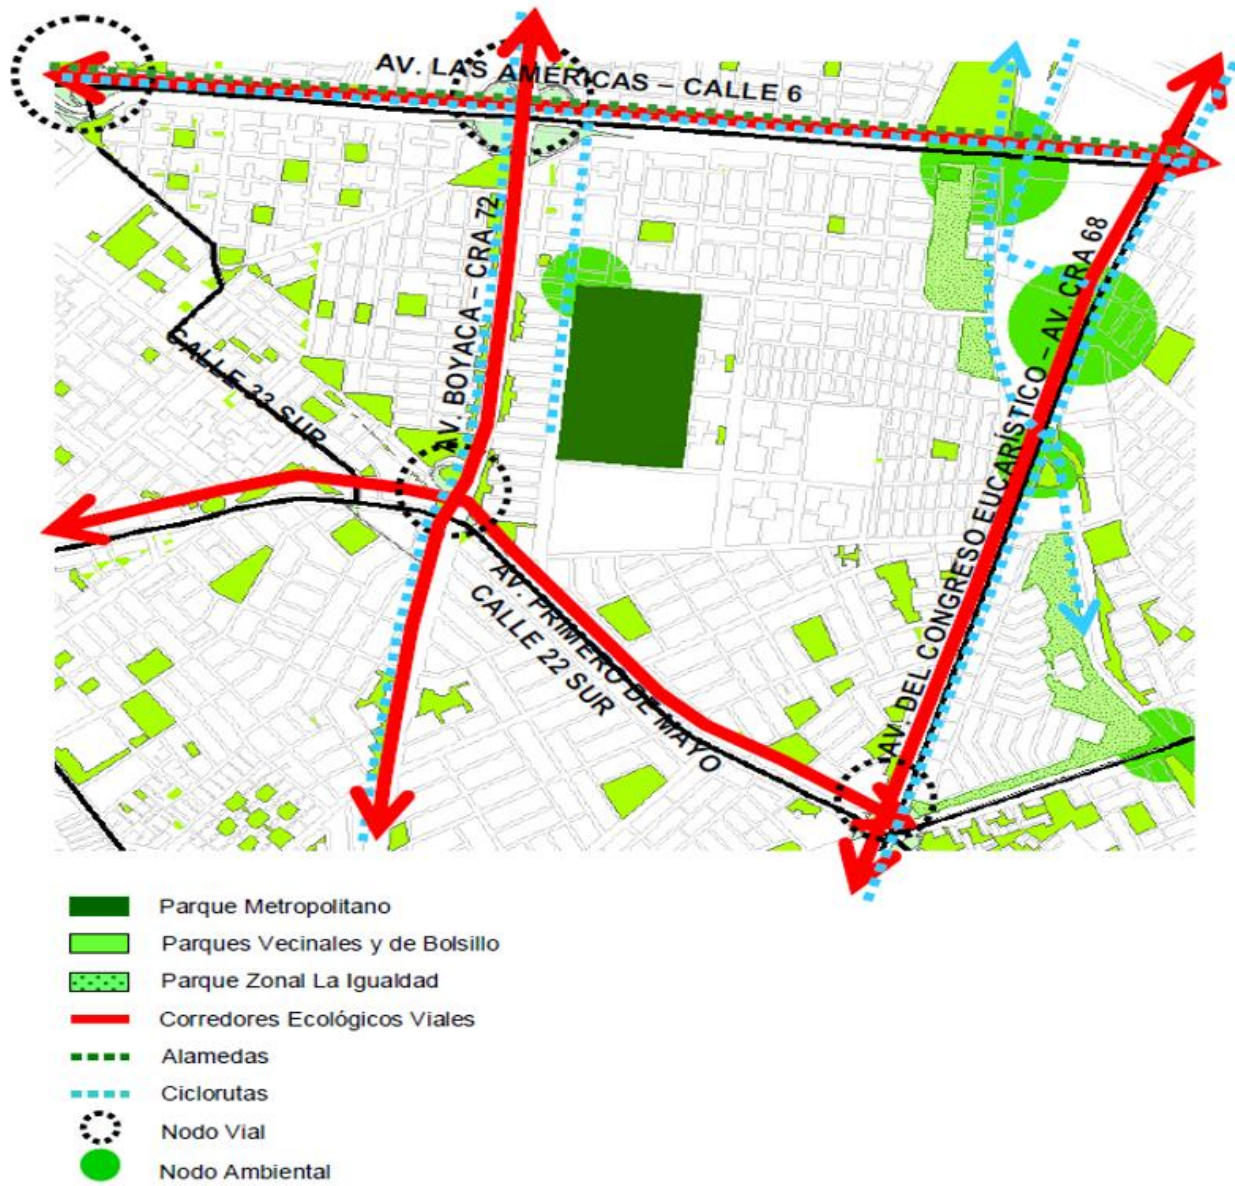 AV. LAS AMÉRICAS – CALLE 6
AV. BOYACA – CRA 72
CALLE 33 SUR
AV. DEL CONGRESO EUCARÍSTICO – AV. CRA 68
AV. PRIMERO DE MAYO
CALLE 22 SUR
Parque Metropolitano
Parques Vecinales y de Bolsillo
Parque Zonal La Igualdad
Corredores Ecológicos Viales
Alamedas
Ciclorutas
Nodo Vial
Nodo Ambiental